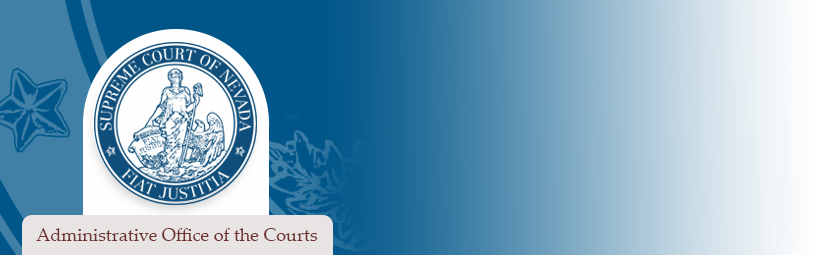 SUPREME COURT OF NEVADA
FIAT JUSTITIA
Administrative Office of the Courts